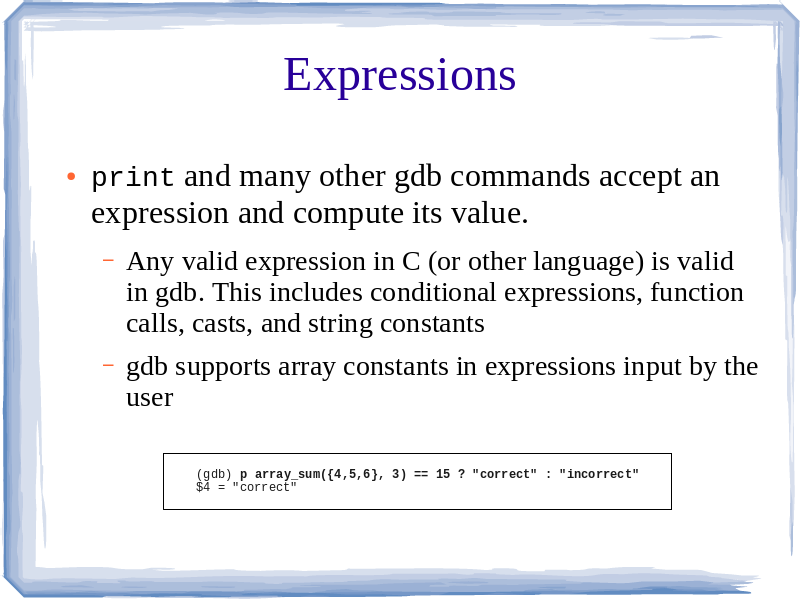 Expressions
• print and many other gdb commands accept an
expression and compute its value.
– Any valid expression in C (or other language) is valid
in gdb. This includes conditional expressions, function
calls, casts, and string constants
– gdb supports array constants in expressions input by the
user
(gdb) p array_sum({4,5,6}, 3) == 15 ? "correct" : "incorrect"
$4 = "correct"